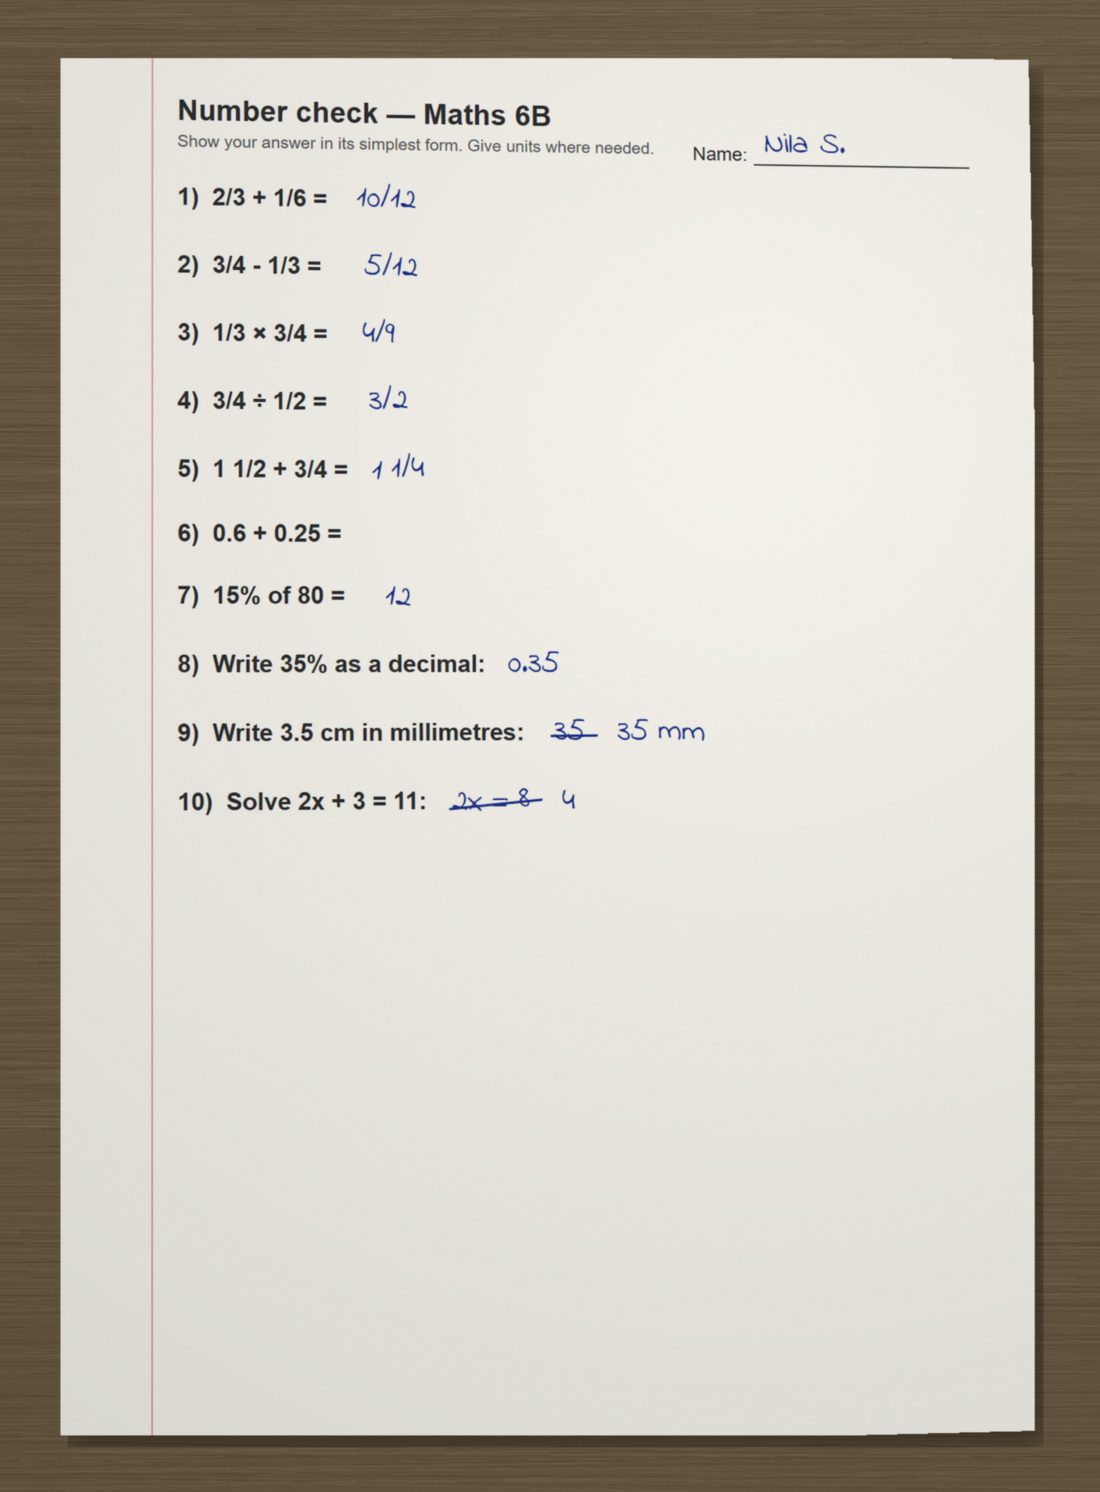 Number check — Maths 6B
Show your answer in its simplest form. Give units where needed.
Name: Nila S.
1) 2/3 + 1/6 = 10/12
2) 3/4 - 1/3 = 5/12
3) 1/3 × 3/4 = 4/9
4) 3/4 ÷ 1/2 = 3/2
5) 1 1/2 + 3/4 = 1 1/4
6) 0.6 + 0.25 =
7) 15% of 80 = 12
8) Write 35% as a decimal: 0.35
9) Write 3.5 cm in millimetres: 35 35 mm
10) Solve 2x + 3 = 11: 2x = 8 4